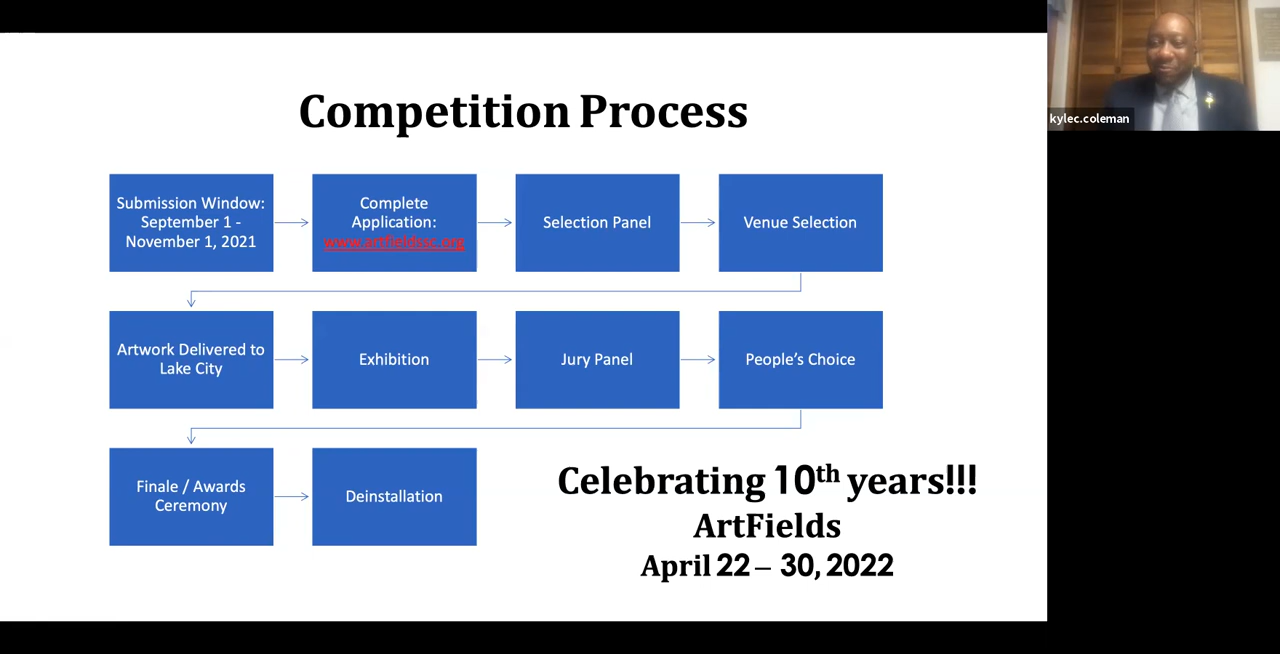 Competition Process
kylec.coleman
Submission Window:
September 1 -
November 1, 2021
Complete
Application:
www.artfieldssc.org
Selection Panel
Venue Selection
Artwork Delivered to
Lake City
Exhibition
Jury Panel
People's Choice
Finale / Awards
Ceremony
Deinstallation
Celebrating 10th years!!!
ArtFields
April 22 – 30, 2022